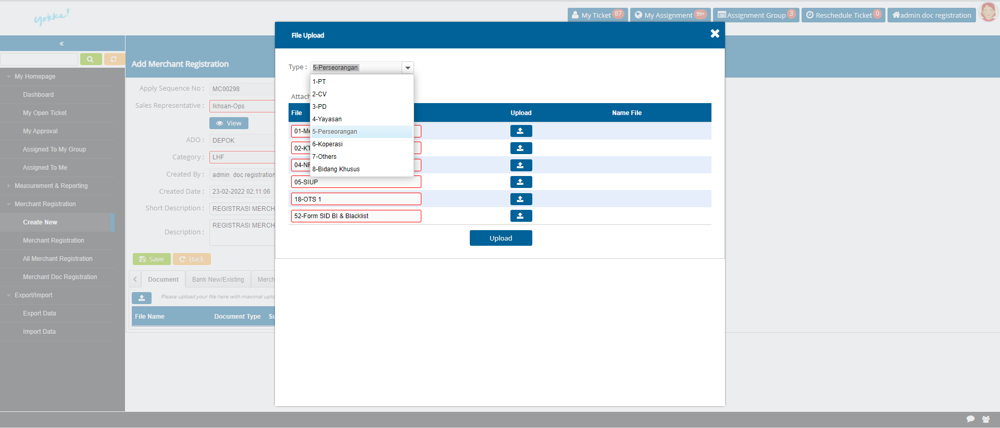 yokke!
My Ticket 87
My Assignment 99+
Assignment Group 3
Reschedule Ticket 0
admin doc registration
«
My Homepage
Dashboard
My Open Ticket
My Approval
Assigned To My Group
Assigned To Me
Measurement & Reporting
Merchant Registration
Create New
Merchant Registration
All Merchant Registration
Merchant Doc Registration
Export/Import
Export Data
Import Data
Add Merchant Registration
Apply Sequence No : MC00298
Sales Representative : Ikhsan-Ops
View
ADO : DEPOK
Category : LHF
Created By : admin doc registration
Created Date : 23-02-2022 02:11:06
Short Description : REGISTRASI MERCH
Description : REGISTRASI MERCH
Save Back
Document Bank New/Existing Merch
Please upload your file here with maximal uplo
File Name Document Type Su
File Upload
Type : 5-Perseorangan
1-PT
2-CV
3-PD
4-Yayasan
5-Perseorangan
6-Koperasi
7-Others
8-Bidang Khusus
Attach
File Upload Name File
01-Me
02-KT
04-NP
05-SIUP
18-OTS 1
52-Form SID BI & Blacklist
Upload